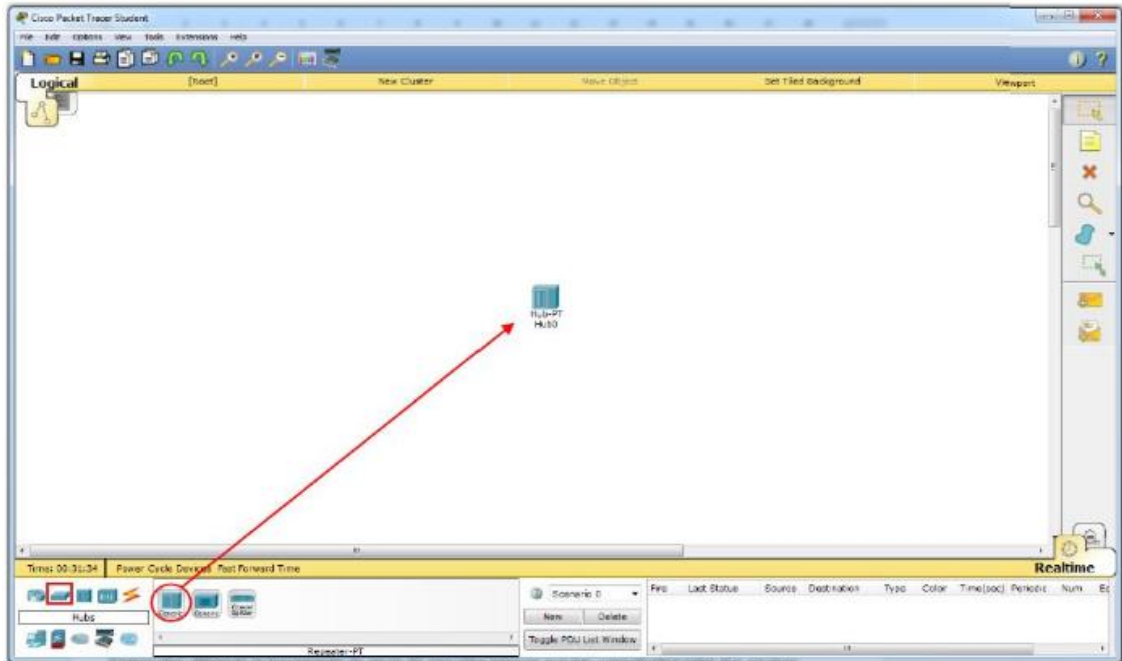 Cisco Packet Tracer Student
File Edit Options View Tools Extensions Help
Logical [Root] New Cluster Move Object Set Tiled Background Viewport
Hub-PT
Hub0
Time: 00:31:34 Power Cycle Devices Fast Forward Time Realtime
Hubs
Generic Generic
Repeater-PT
Scenario 0
New Delete
Toggle PDU List Window
Fire Last Status Source Destination Type Color Time(sec) Periodic Num Ed